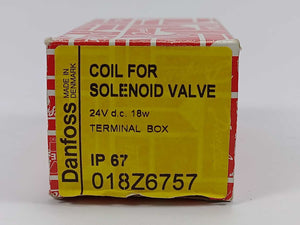 Danfoss
MADE IN
DENMARK
COIL FOR
SOLENOID VALVE
24V d.c. 18w
TERMINAL BOX
IP 67
018Z6757